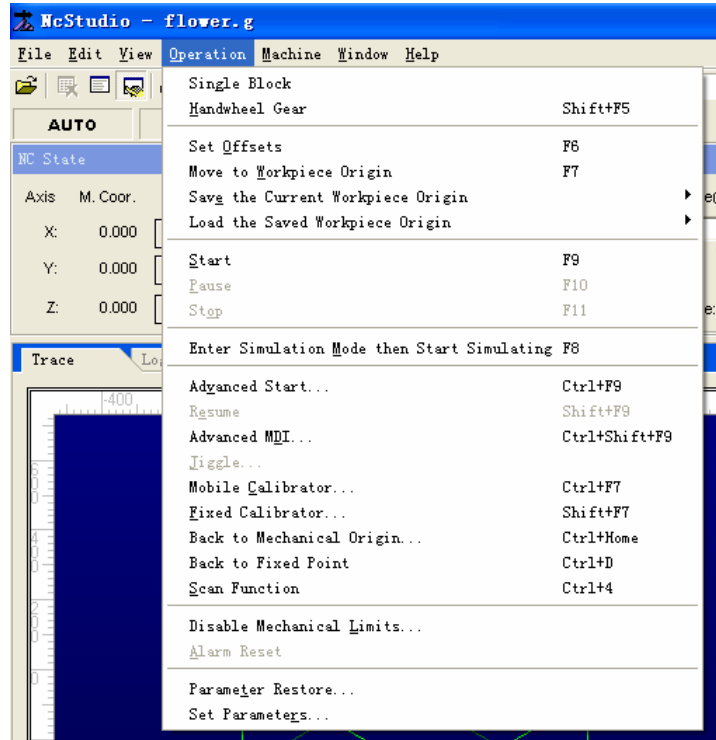 NcStudio - flower.g
File Edit View Operation Machine Window Help
AUTO
NC State
Axis M. Coor.
X: 0.000
Y: 0.000
Z: 0.000
Trace
-400
600
400
200
0
Single Block
Handwheel Gear Shift+F5
Set Offsets F6
Move to Workpiece Origin F7
Save the Current Workpiece Origin
Load the Saved Workpiece Origin
Start F9
Pause F10
Stop F11
Enter Simulation Mode then Start Simulating F8
Advanced Start... Ctrl+F9
Resume Shift+F9
Advanced MDI... Ctrl+Shift+F9
Jiggle...
Mobile Calibrator... Ctrl+F7
Fixed Calibrator... Shift+F7
Back to Mechanical Origin... Ctrl+Home
Back to Fixed Point Ctrl+D
Scan Function Ctrl+4
Disable Mechanical Limits...
Alarm Reset
Parameter Restore...
Set Parameters...